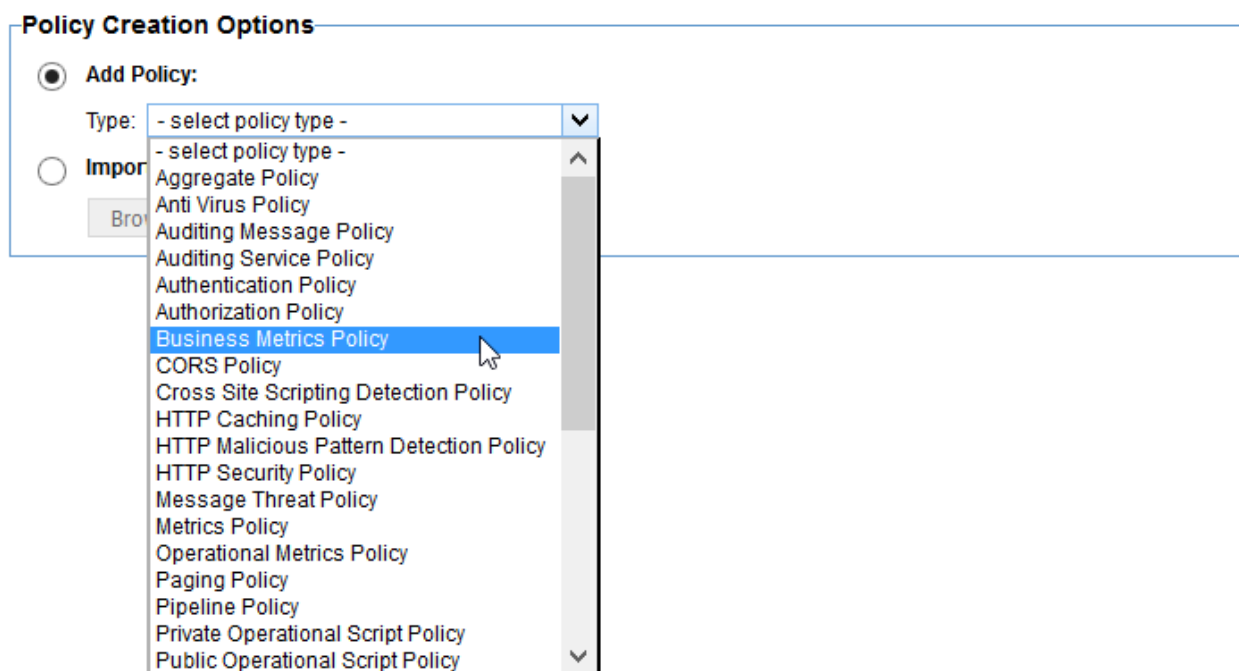 Policy Creation Options
Add Policy:
Type: - select policy type -
- select policy type -
Impor
Aggregate Policy
Anti Virus Policy
Bro
Auditing Message Policy
Auditing Service Policy
Authentication Policy
Authorization Policy
Business Metrics Policy
CORS Policy
Cross Site Scripting Detection Policy
HTTP Caching Policy
HTTP Malicious Pattern Detection Policy
HTTP Security Policy
Message Threat Policy
Metrics Policy
Operational Metrics Policy
Paging Policy
Pipeline Policy
Private Operational Script Policy
Public Operational Script Policy